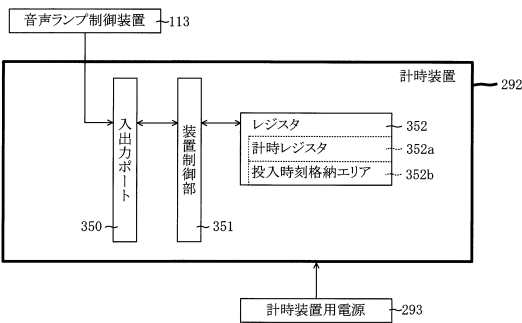 音声ランプ制御装置
113
計時装置
292
入出力ポート
350
装置制御部
351
レジスタ
352
計時レジスタ
352a
投入時刻格納エリア
352b
計時装置用電源
293